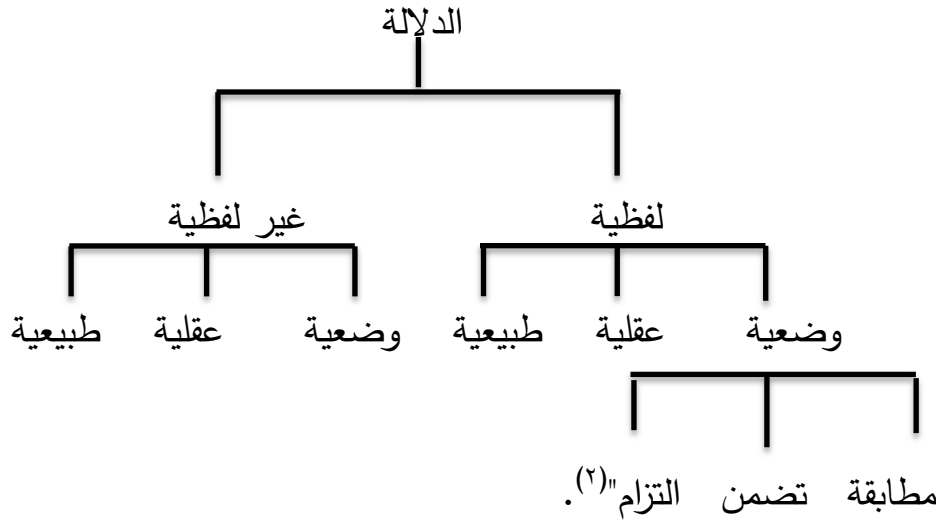 الدلالة
لفظية غير لفظية
وضعية عقلية طبيعية وضعية عقلية طبيعية
مطابقة تضمن التزام"(٢).